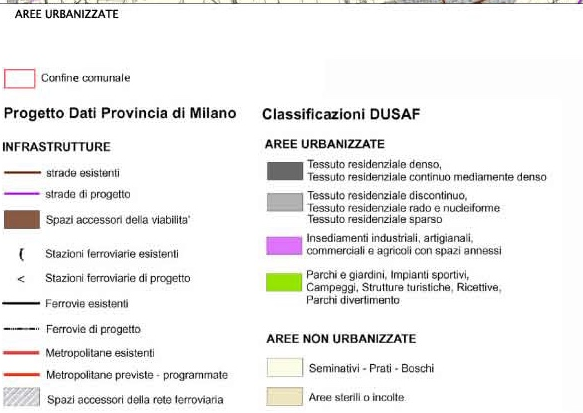 AREE URBANIZZATE
Confine comunale
Progetto Dati Provincia di Milano
INFRASTRUTTURE
strade esistenti
strade di progetto
Spazi accessori della viabilita'
Stazioni ferroviarie esistenti
Stazioni ferroviarie di progetto
Ferrovie esistenti
Ferrovie di progetto
Metropolitane esistenti
Metropolitane previste - programmate
Spazi accessori della rete ferroviaria
Classificazioni DUSAF
AREE URBANIZZATE
Tessuto residenziale denso,
Tessuto residenziale continuo mediamente denso
Tessuto residenziale discontinuo,
Tessuto residenziale rado e nucleiforme
Tessuto residenziale sparso
Insediamenti industriali, artigianali,
commerciali e agricoli con spazi annessi
Parchi e giardini, Impianti sportivi,
Campeggi, Strutture turistiche, Ricettive,
Parchi divertimento
AREE NON URBANIZZATE
Seminativi - Prati - Boschi
Aree sterili o incolte